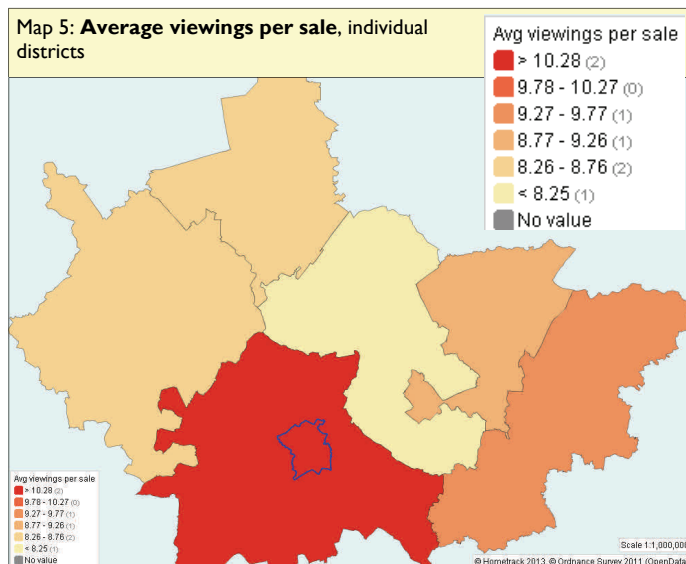 Map 5: Average viewings per sale, individual
districts
Avg viewings per sale
> 10.28 (2)
9.78 - 10.27 (0)
9.27 - 9.77 (1)
8.77 - 9.26 (1)
8.26 - 8.76 (2)
< 8.25 (1)
No value
Avg viewings per sale
> 10.28 (2)
9.78 - 10.27 (0)
9.27 - 9.77 (1)
8.77 - 9.26 (1)
8.26 - 8.76 (2)
< 8.25 (1)
No value
Scale 1:1,000,000
© Hometrack 2013 © Ordnance Survey 2011 (OpenData